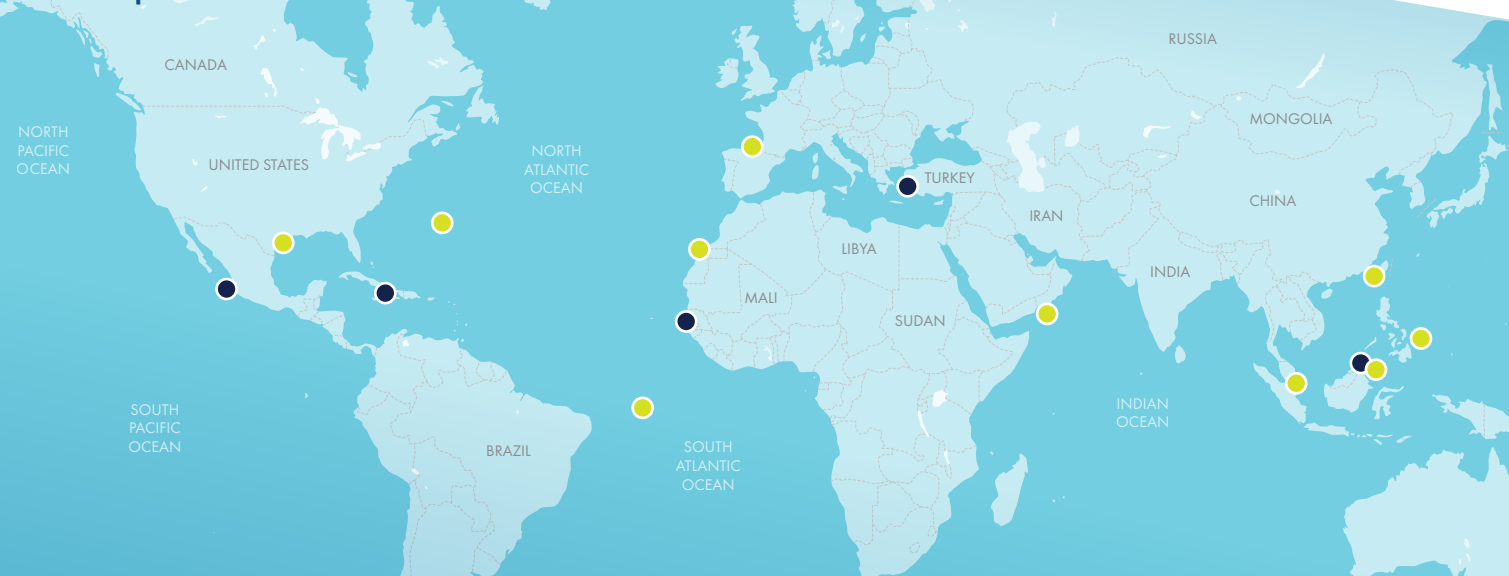 RUSSIA
CANADA
MONGOLIA
NORTH
PACIFIC
OCEAN
UNITED STATES
NORTH
ATLANTIC
OCEAN
TURKEY
CHINA
IRAN
LIBYA
INDIA
MALI
SUDAN
SOUTH
PACIFIC
OCEAN
INDIAN
OCEAN
BRAZIL
SOUTH
ATLANTIC
OCEAN